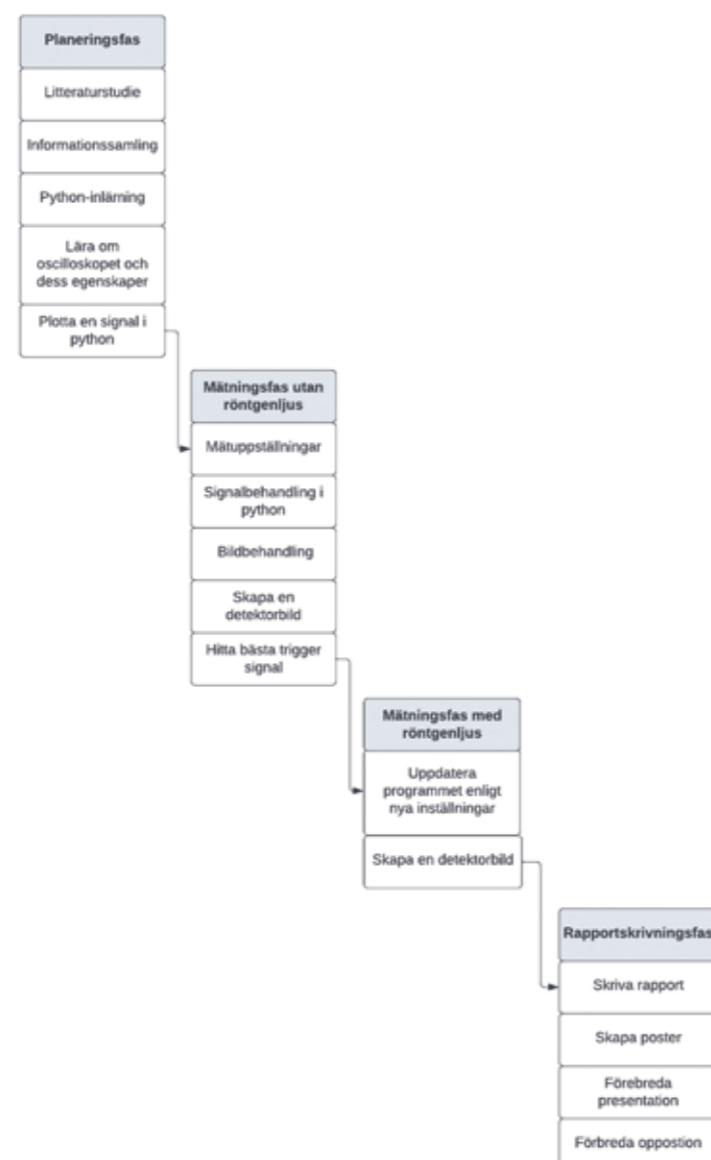 Planeringsfas
Litteraturstudie
Informationssamling
Python-inlärning
Lära om
oscilloskopet och
dess egenskaper
Plotta en signal i
python
Mätningsfas utan
röntgenljus
Mätuppställningar
Signalbehandling i
python
Bildbehandling
Skapa en
detektorbild
Hitta bästa trigger
signal
Mätningsfas med
röntgenljus
Uppdatera
programmet enligt
nya inställningar
Skapa en detektorbild
Rapportskrivningsfas
Skriva rapport
Skapa poster
Förebreda
presentation
Förbreda oppostion